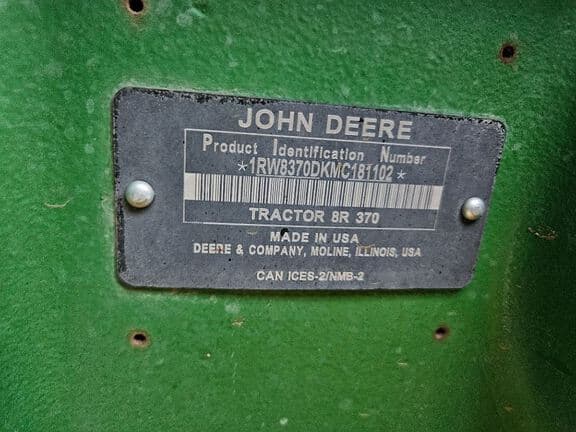 JOHN DEERE
Product Identification Number
*1RW8370DKMC181102*
TRACTOR 8R 370
MADE IN USA
DEERE & COMPANY, MOLINE, ILLINOIS, USA
CAN ICES-2/NMB-2